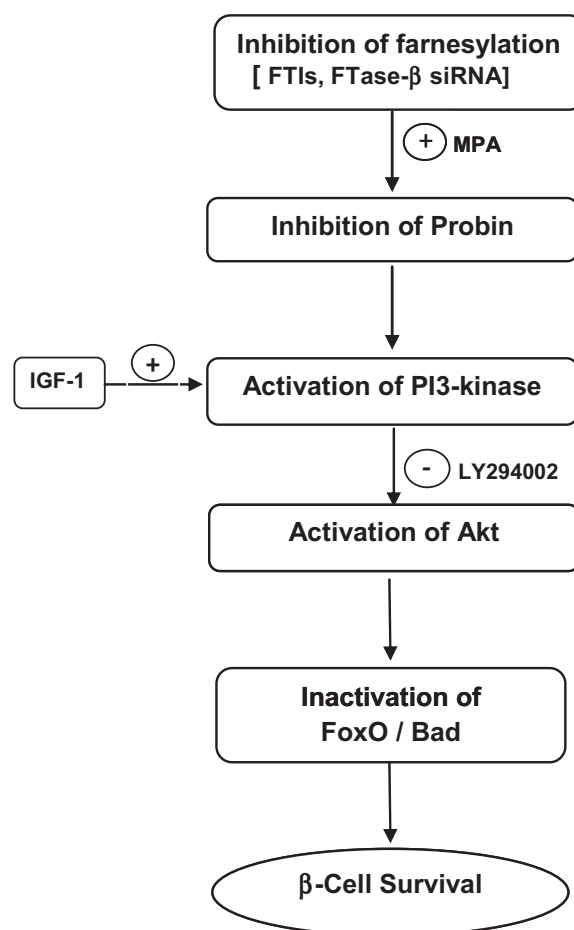 Inhibition of farnesylation
[ FTIs, FTase-β siRNA]
+ MPA
Inhibition of Probin
IGF-1
+
Activation of PI3-kinase
- LY294002
Activation of Akt
Inactivation of
FoxO / Bad
β-Cell Survival